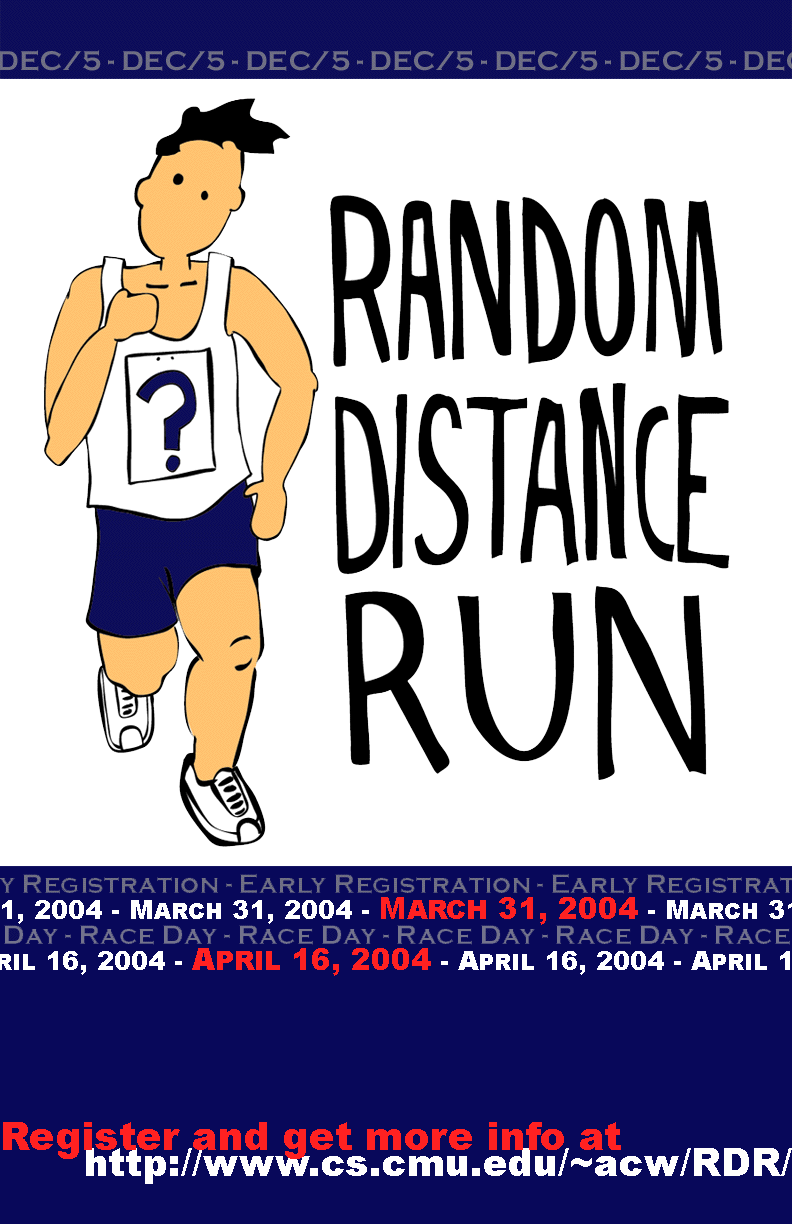 DEC/5 - DEC/5 - DEC/5 - DEC/5 - DEC/5 - DEC/5 - DEC
RANDOM
?
DISTANCE
RUN
Y REGISTRATION - EARLY REGISTRATION - EARLY REGISTRAT
1, 2004 - MARCH 31, 2004 - MARCH 31, 2004 - MARCH 31
DAY - RACE DAY - RACE DAY - RACE DAY - RACE DAY - RACE
RIL 16, 2004 - APRIL 16, 2004 - APRIL 16, 2004 - APRIL 1
Register and get more info at
http://www.cs.cmu.edu/~acw/RDR/